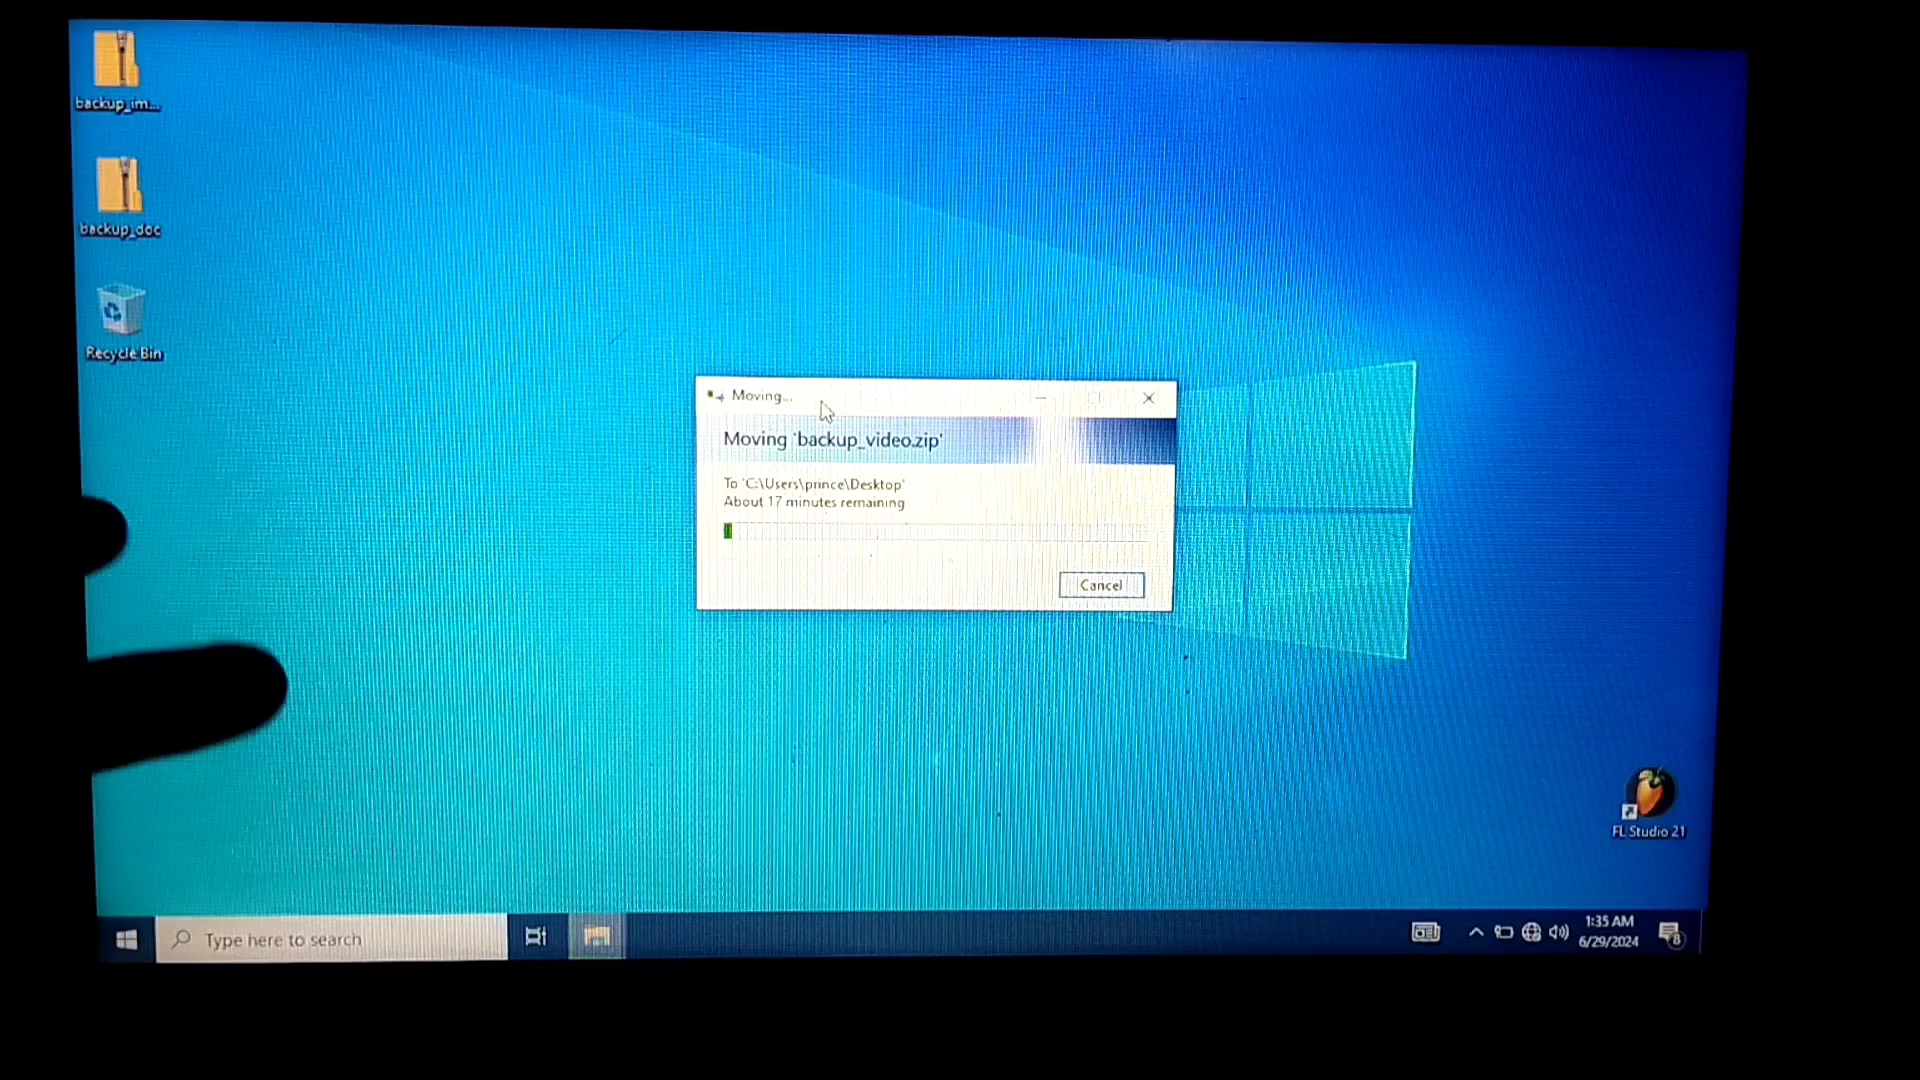 backup_im...
backup_doc
Recycle Bin
Moving...
Moving 'backup_video.zip'
To 'C:\Users\prince\Desktop'
About 17 minutes remaining
Cancel
FL Studio 21
Type here to search
1:35 AM
6/29/2024
8